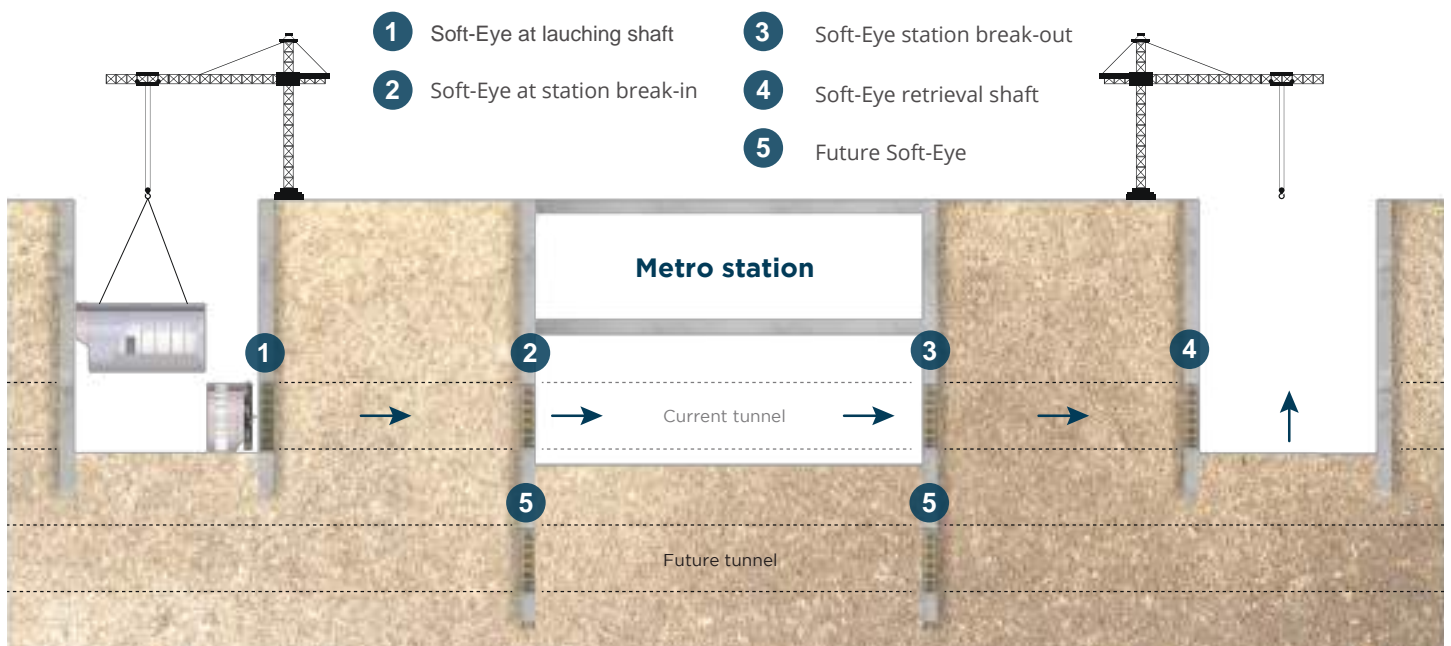 1 Soft-Eye at lauching shaft
2 Soft-Eye at station break-in
3 Soft-Eye station break-out
4 Soft-Eye retrieval shaft
5 Future Soft-Eye
Metro station
1
2
3
4
Current tunnel
5
5
Future tunnel